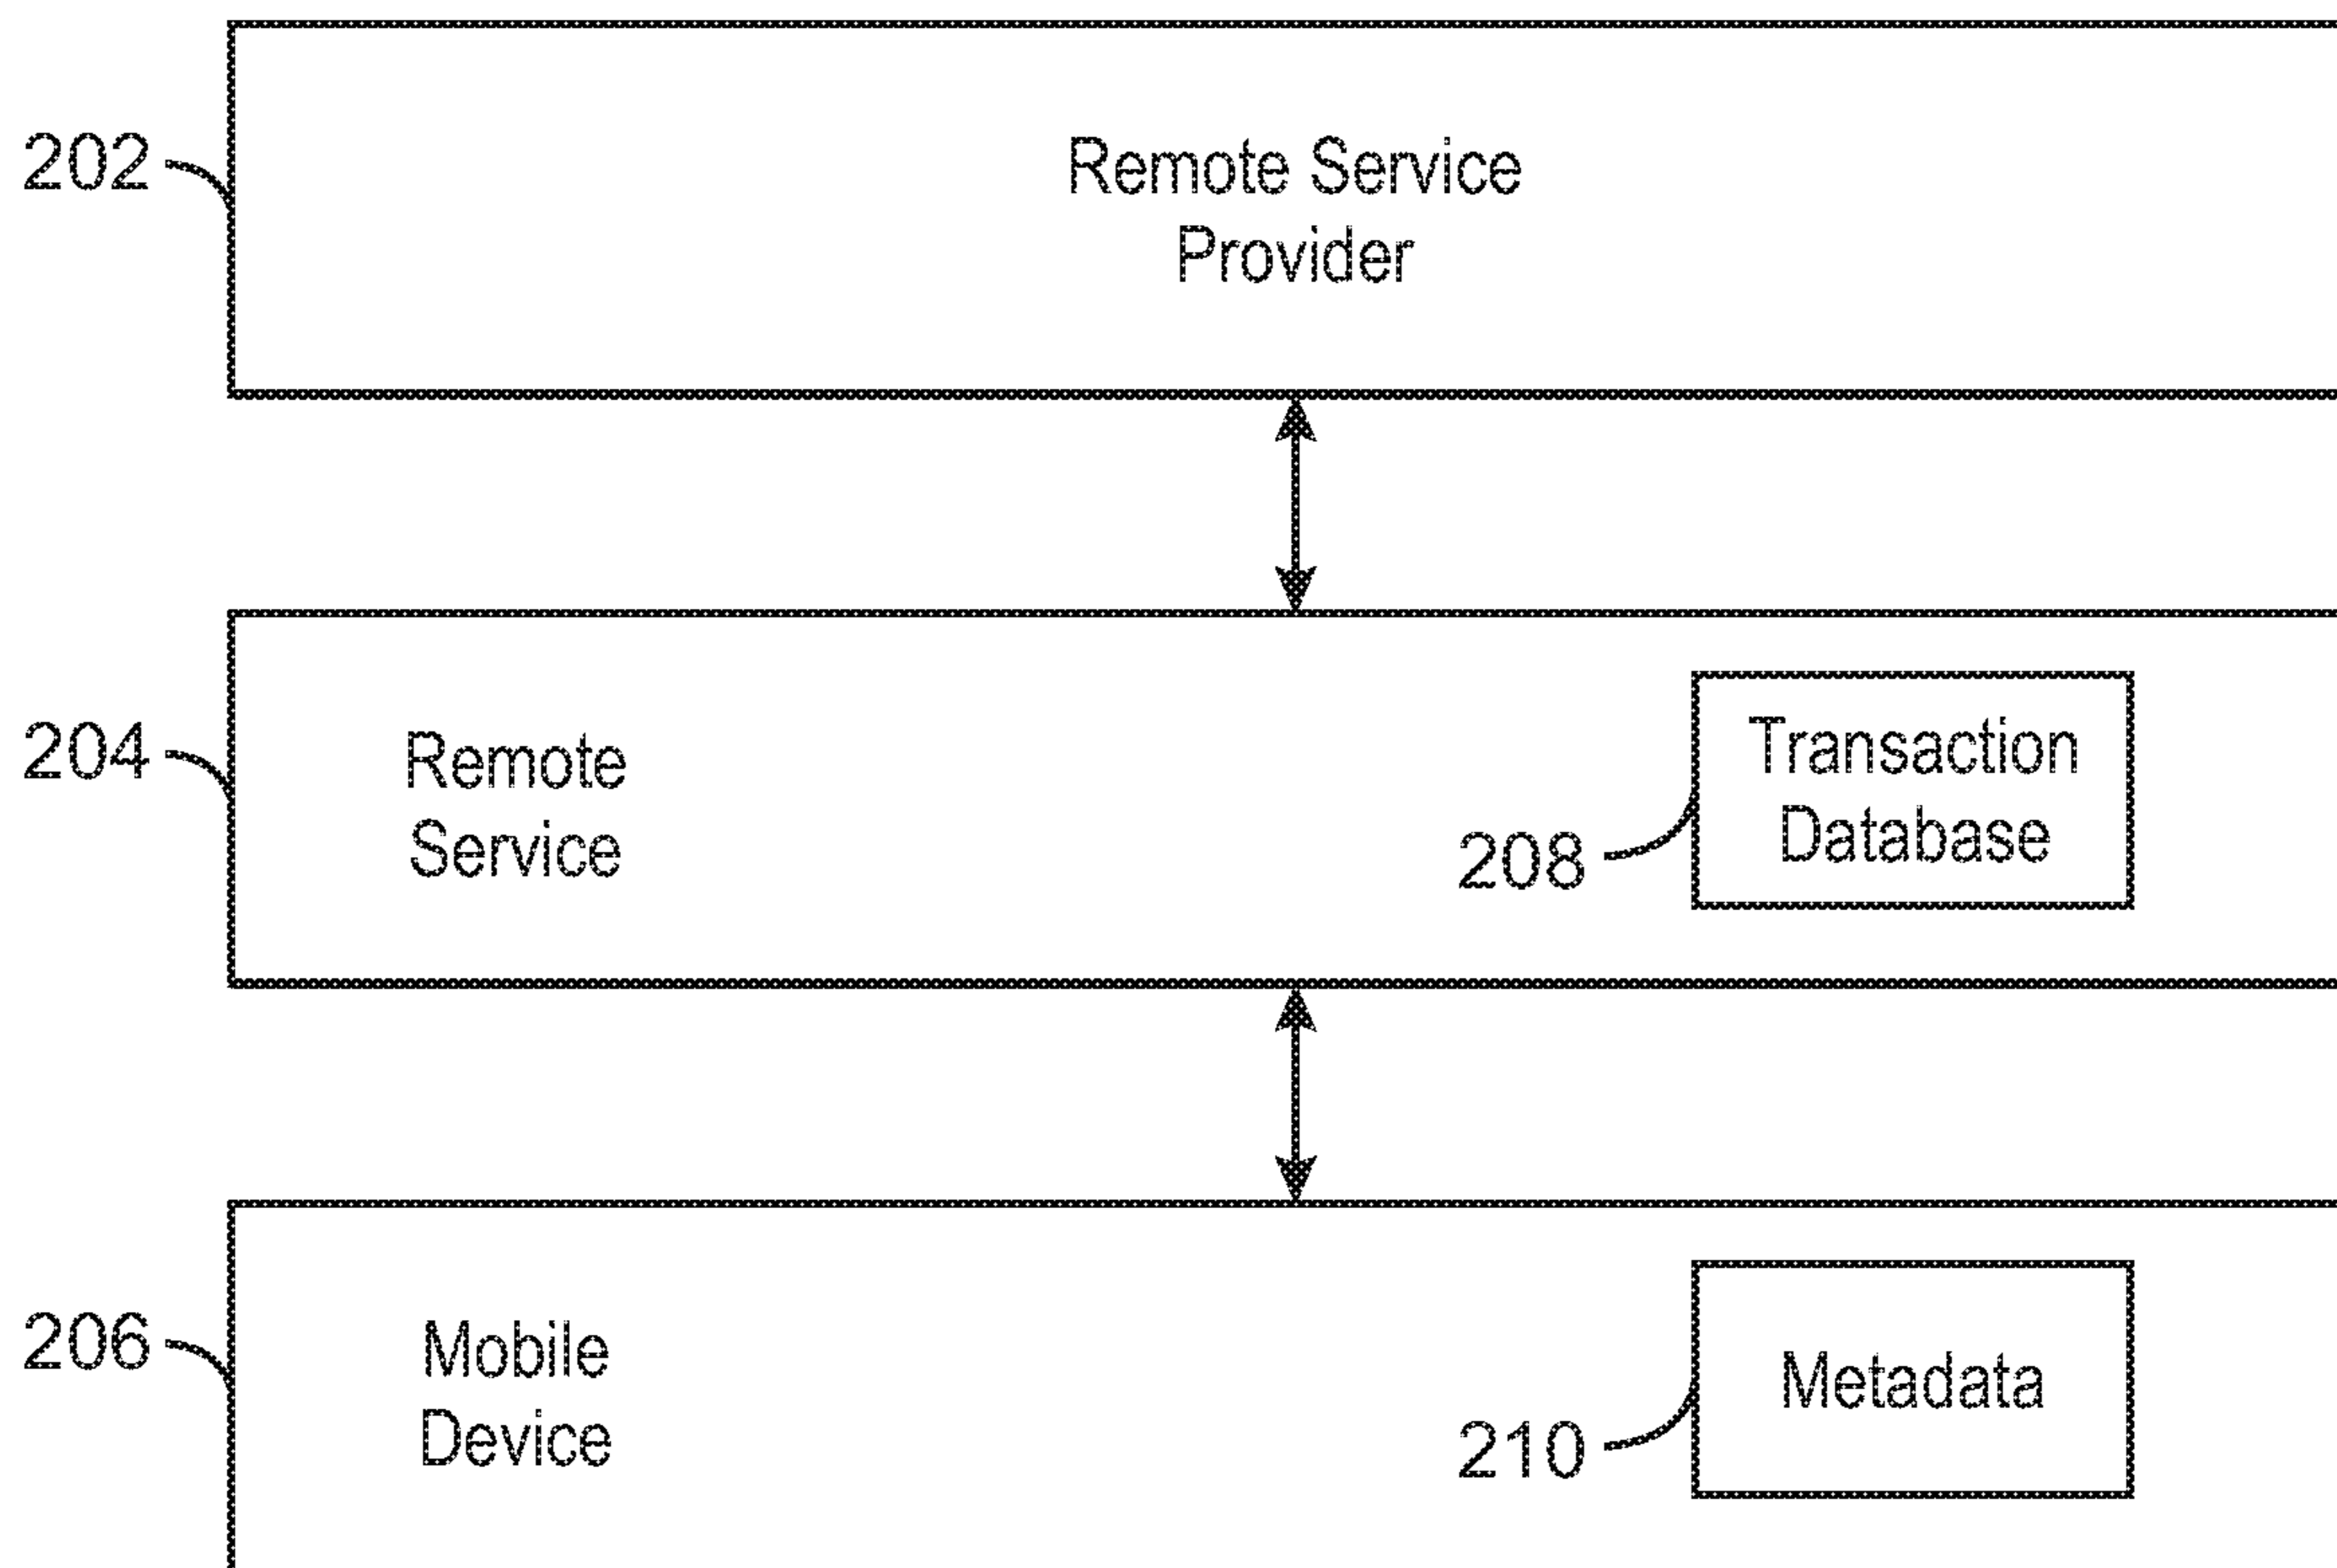 202
Remote Service
Provider
204
Remote
Service
208
Transaction
Database
206
Mobile
Device
210
Metadata